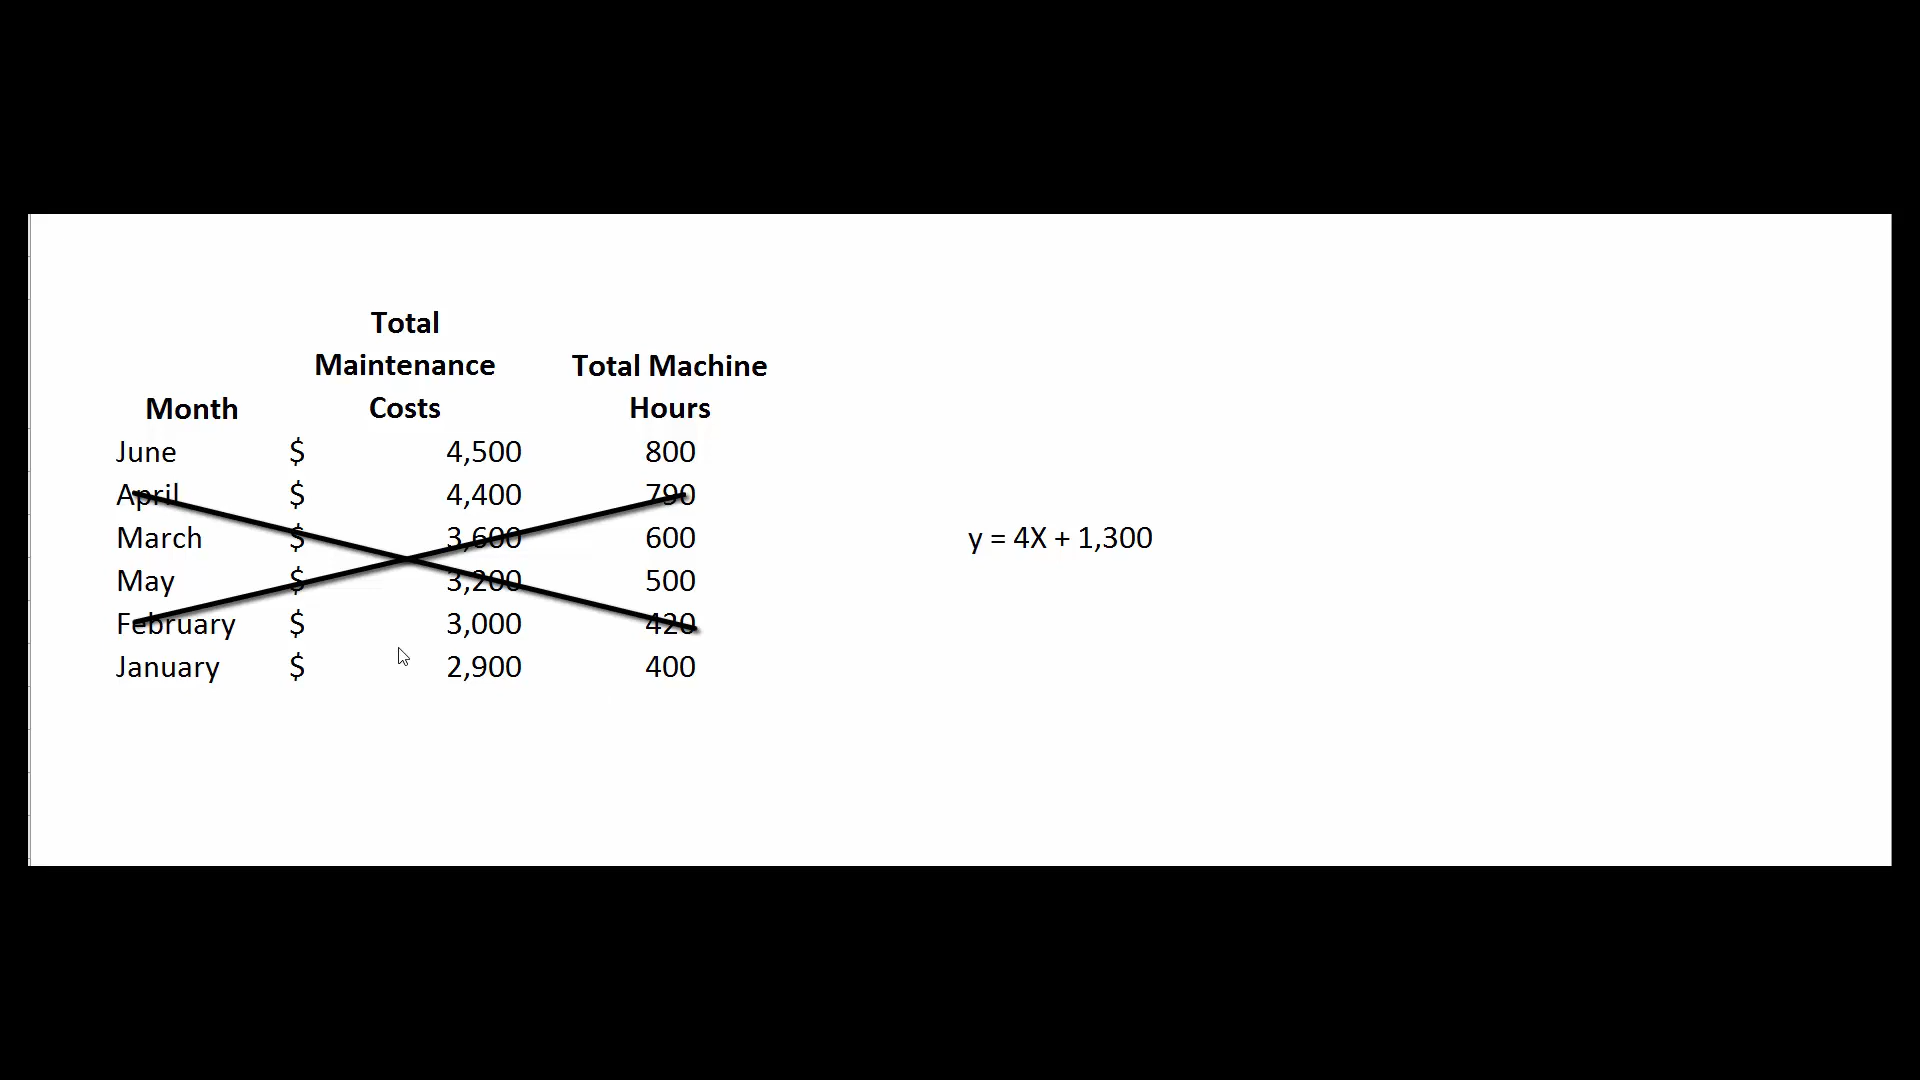 Total
Maintenance Costs
Total Machine Hours
Month
June $ 4,500 800
April $ 4,400 790
March $ 3,600 600
May $ 3,200 500
February $ 3,000 420
January $ 2,900 400
y = 4X + 1,300